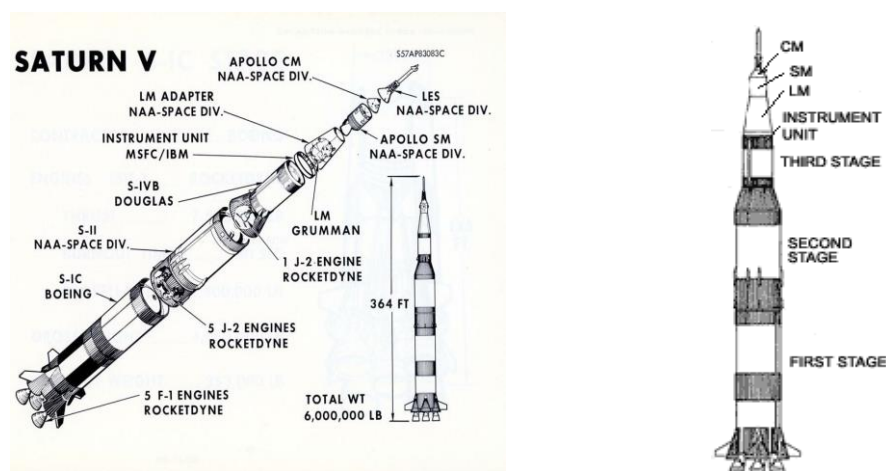 SATURN V
S57AP83083C
APOLLO CM
NAA-SPACE DIV.
LES
NAA-SPACE DIV.
LM ADAPTER
NAA-SPACE DIV.
APOLLO SM
NAA-SPACE DIV.
INSTRUMENT UNIT
MSFC/IBM
S-IVB
DOUGLAS
LM
GRUMMAN
S-II
NAA-SPACE DIV.
1 J-2 ENGINE
ROCKETDYNE
S-IC
BOEING
5 J-2 ENGINES
ROCKETDYNE
364 FT
5 F-1 ENGINES
ROCKETDYNE
TOTAL WT
6,000,000 LB
CM
SM
LM
INSTRUMENT
UNIT
THIRD STAGE
SECOND
STAGE
FIRST STAGE